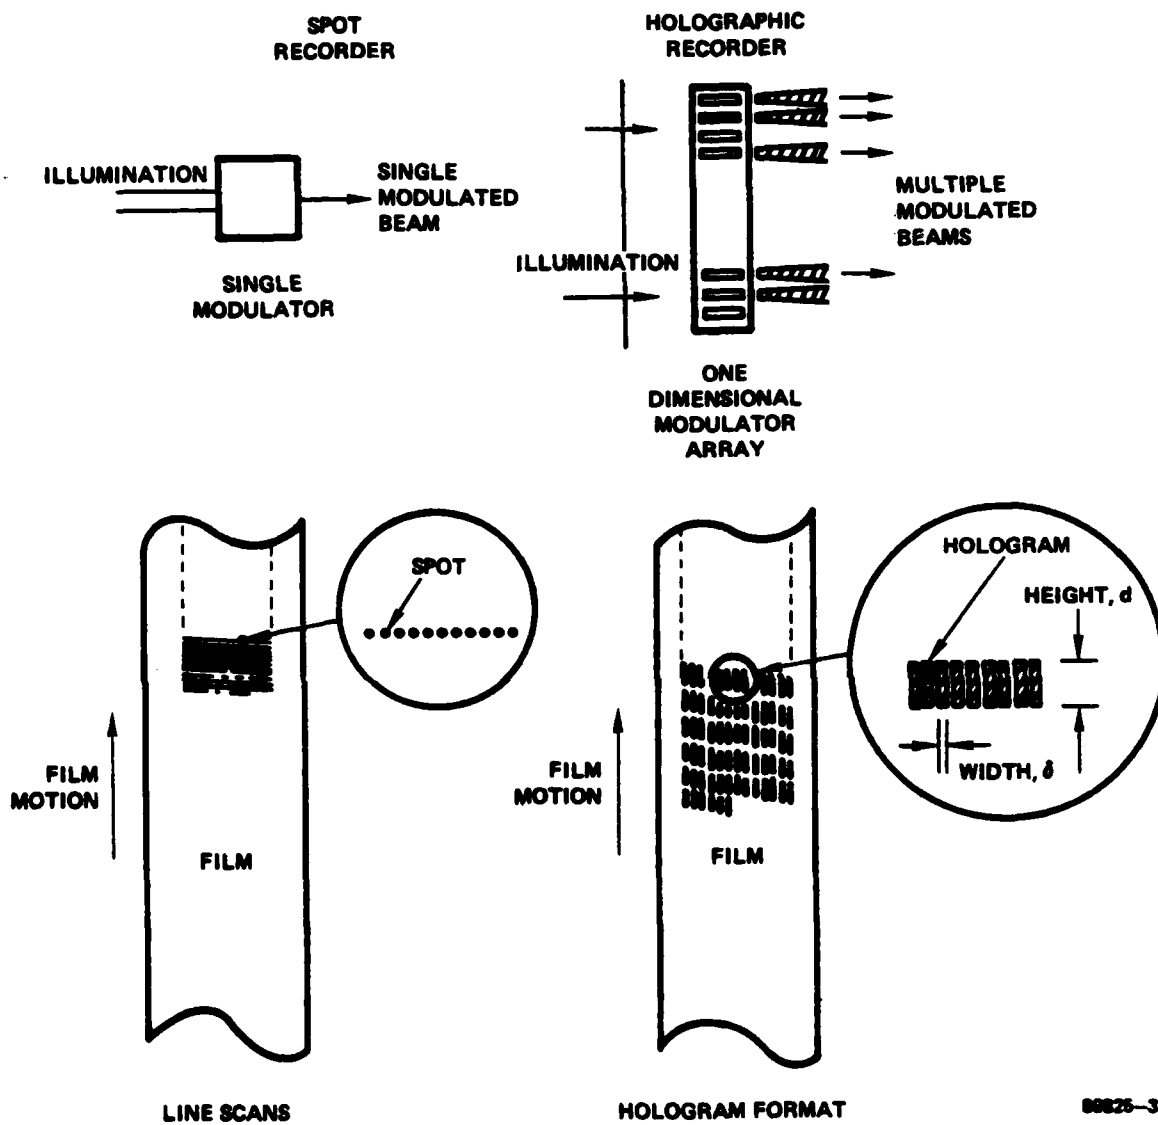 SPOT
RECORDER
HOLOGRAPHIC
RECORDER
ILLUMINATION
SINGLE
MODULATED
BEAM
SINGLE
MODULATOR
ILLUMINATION
MULTIPLE
MODULATED
BEAMS
ONE
DIMENSIONAL
MODULATOR
ARRAY
SPOT
FILM
MOTION
FILM
LINE SCANS
HOLOGRAM
HEIGHT, d
WIDTH, δ
FILM
MOTION
FILM
HOLOGRAM FORMAT